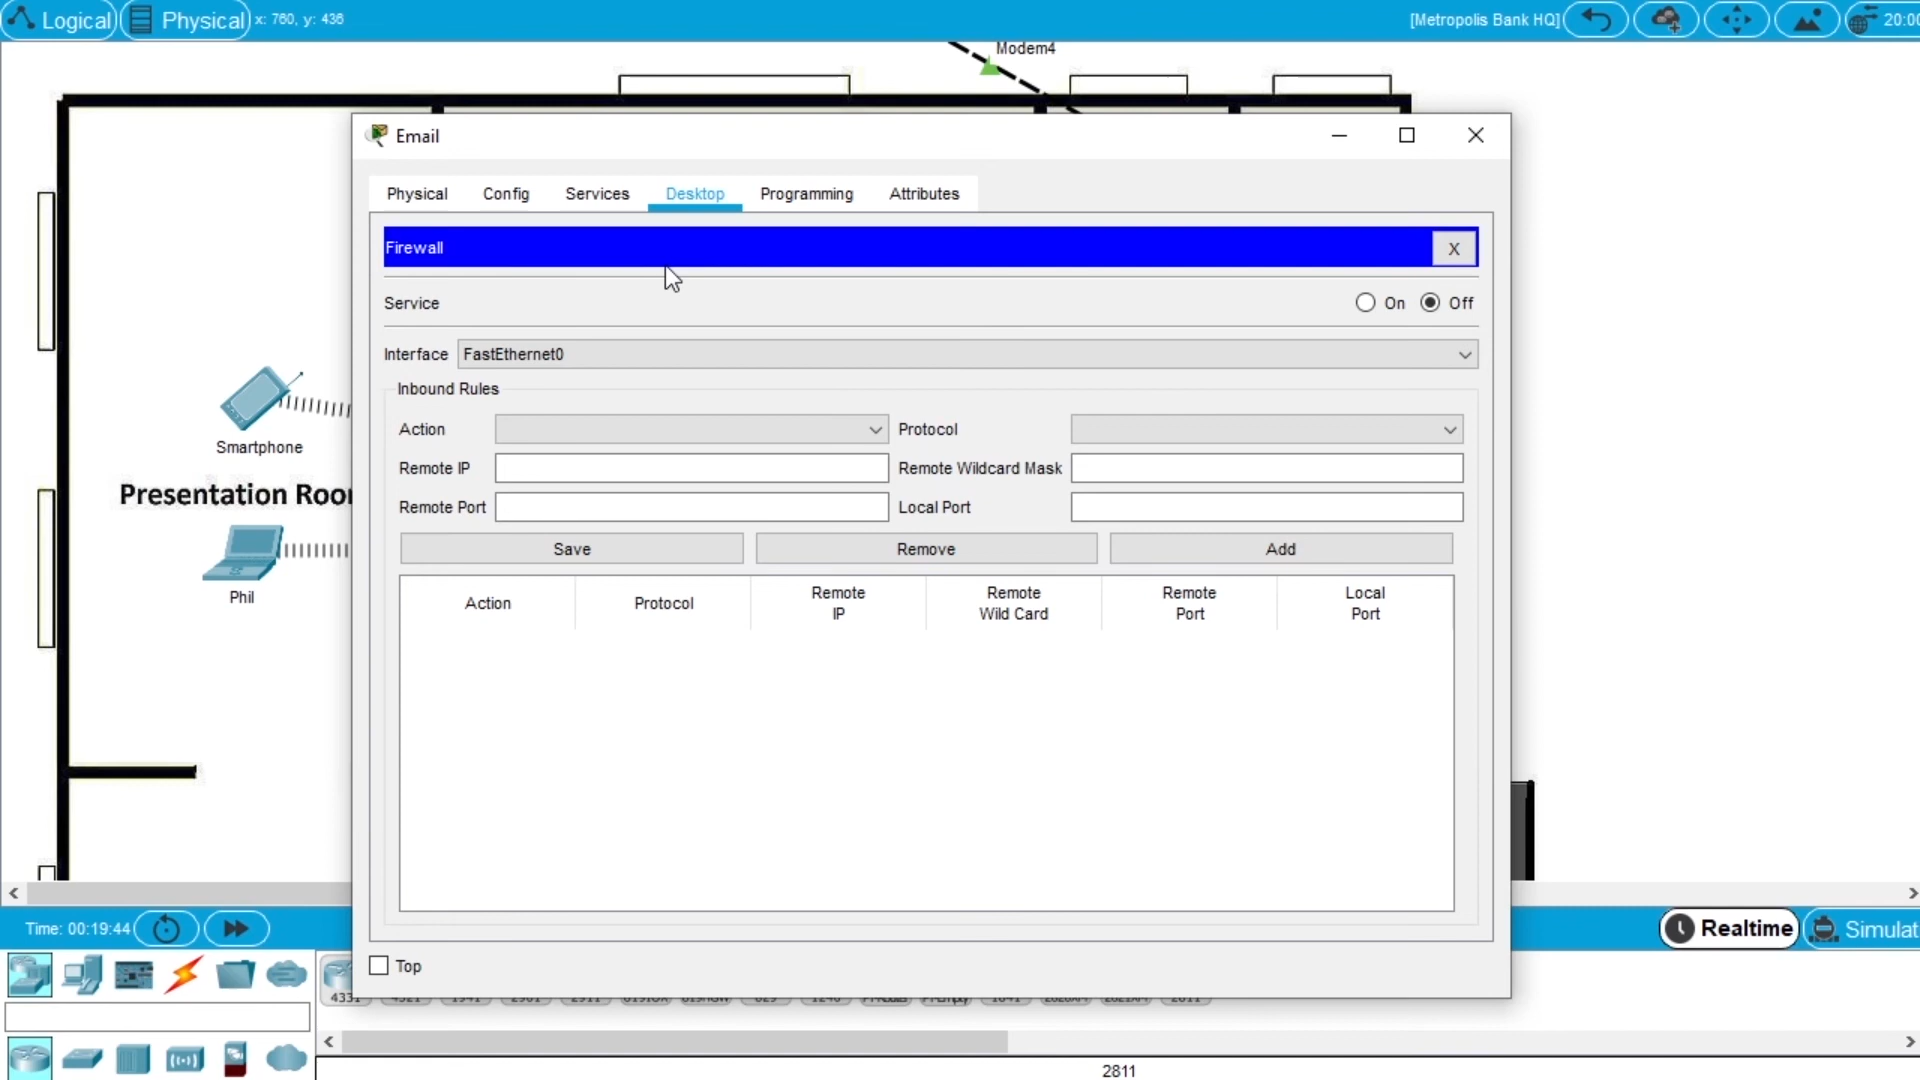 Logical
Physical
x: 760, y: 436
[Metropolis Bank HQ]
20:00
Modem4
Email
Physical
Config
Services
Desktop
Programming
Attributes
Firewall
X
Service
On
Off
Interface
FastEthernet0
Inbound Rules
Action
Protocol
Remote IP
Remote Wildcard Mask
Remote Port
Local Port
Save
Remove
Add
Action
Protocol
Remote
IP
Remote
Wild Card
Remote
Port
Local
Port
Smartphone
Presentation Roo
Phil
Time: 00:19:44
Realtime
Simulat
Top
2811